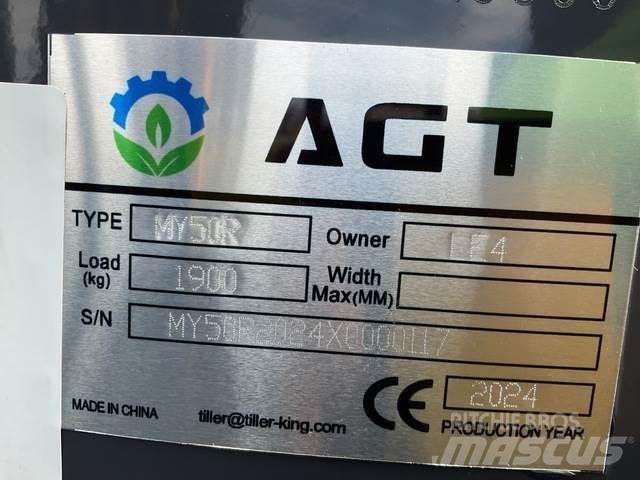 AGT
TYPE MY50R Owner
Load (kg) 1900 Width Max(MM)
S/N MY50R2024X0000117
CE 2024
MADE IN CHINA tiller@tiller-king.com PRODUCTION YEAR
RITCHIE BROS
MASCUS